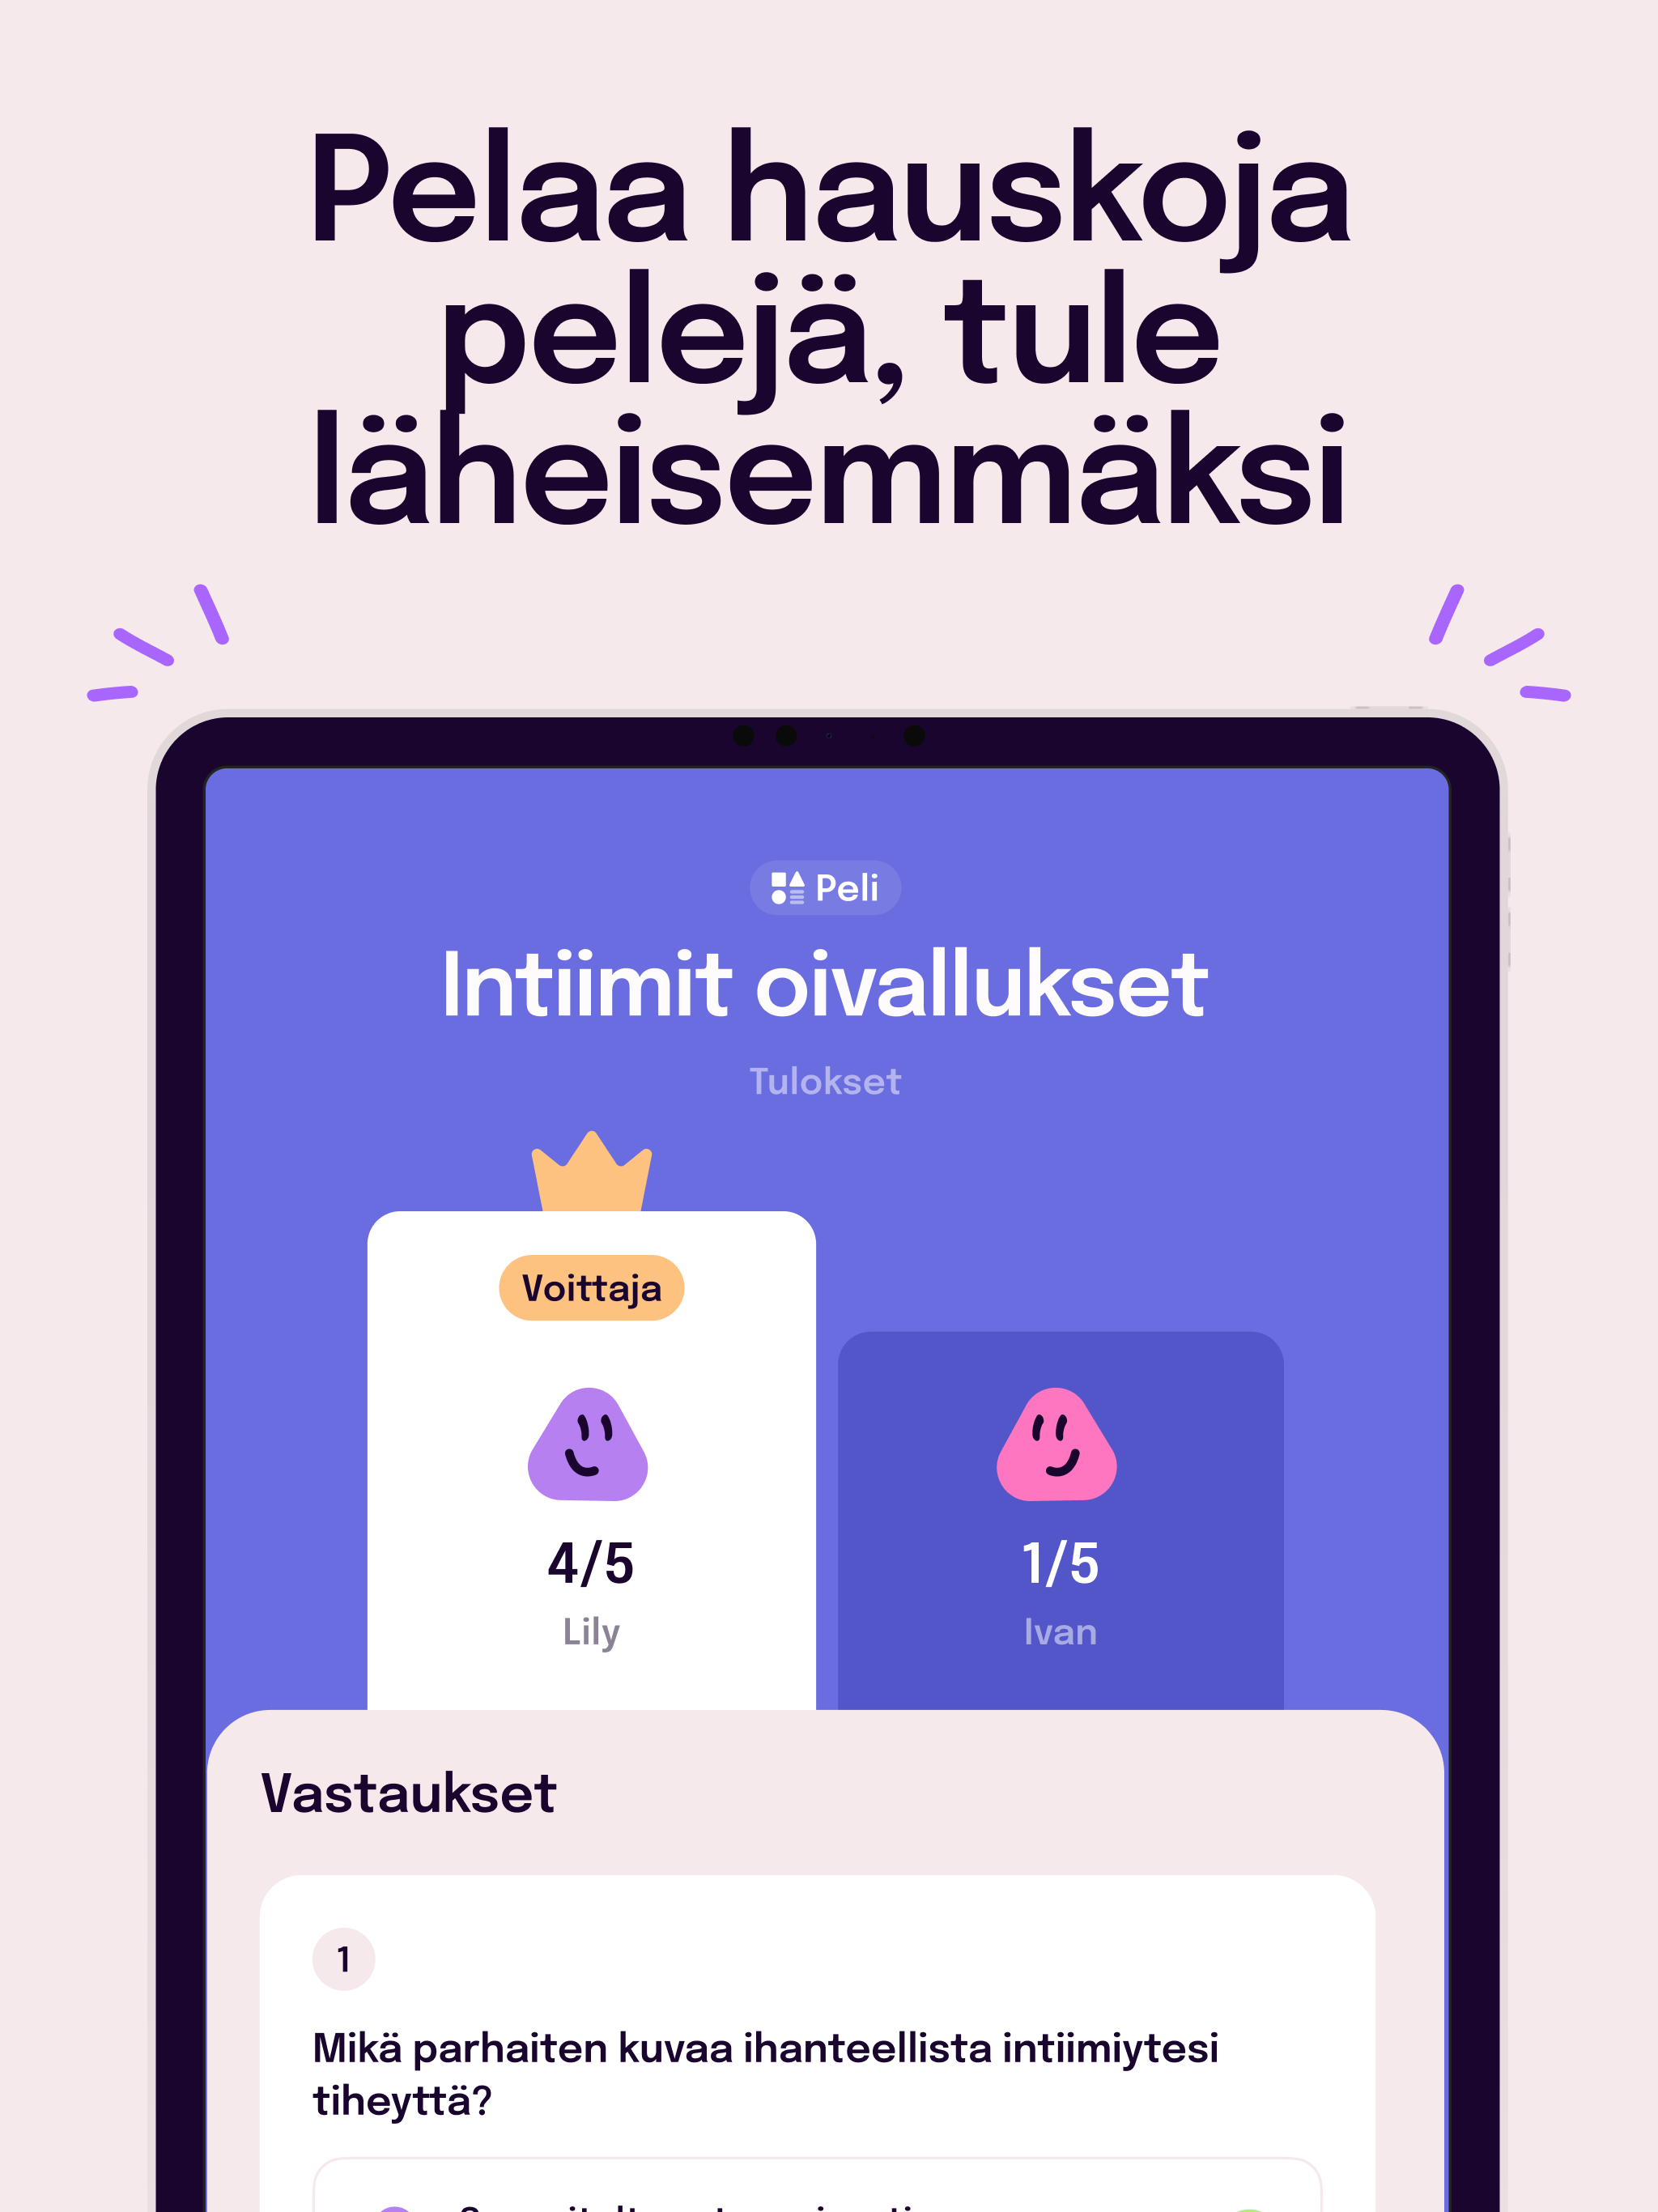 Pelaa hauskoja
pelejä, tule
läheisemmäksi
Peli
Intiimit oivallukset
Tulokset
Voittaja
4/5
Lily
1/5
Ivan
Vastaukset
1
Mikä parhaiten kuvaa ihanteellista intiimiytesi
tiheyttä?